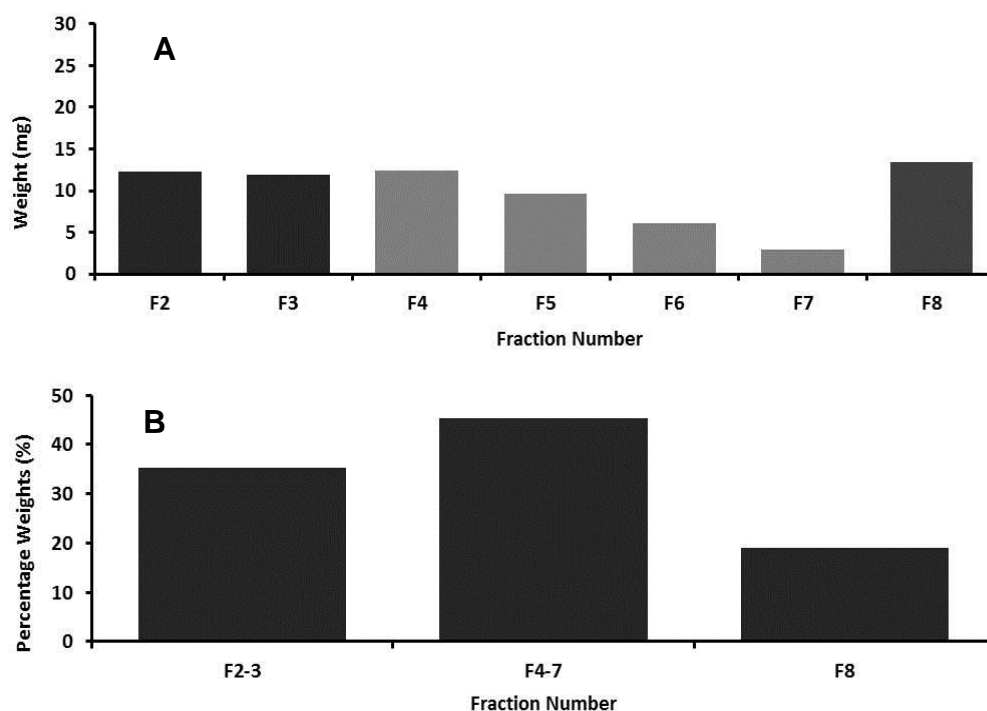 A
Weight (mg)
30
25
20
15
10
5
0
F2 F3 F4 F5 F6 F7 F8
Fraction Number
B
Percentage Weights (%)
50
40
30
20
10
0
F2-3 F4-7 F8
Fraction Number